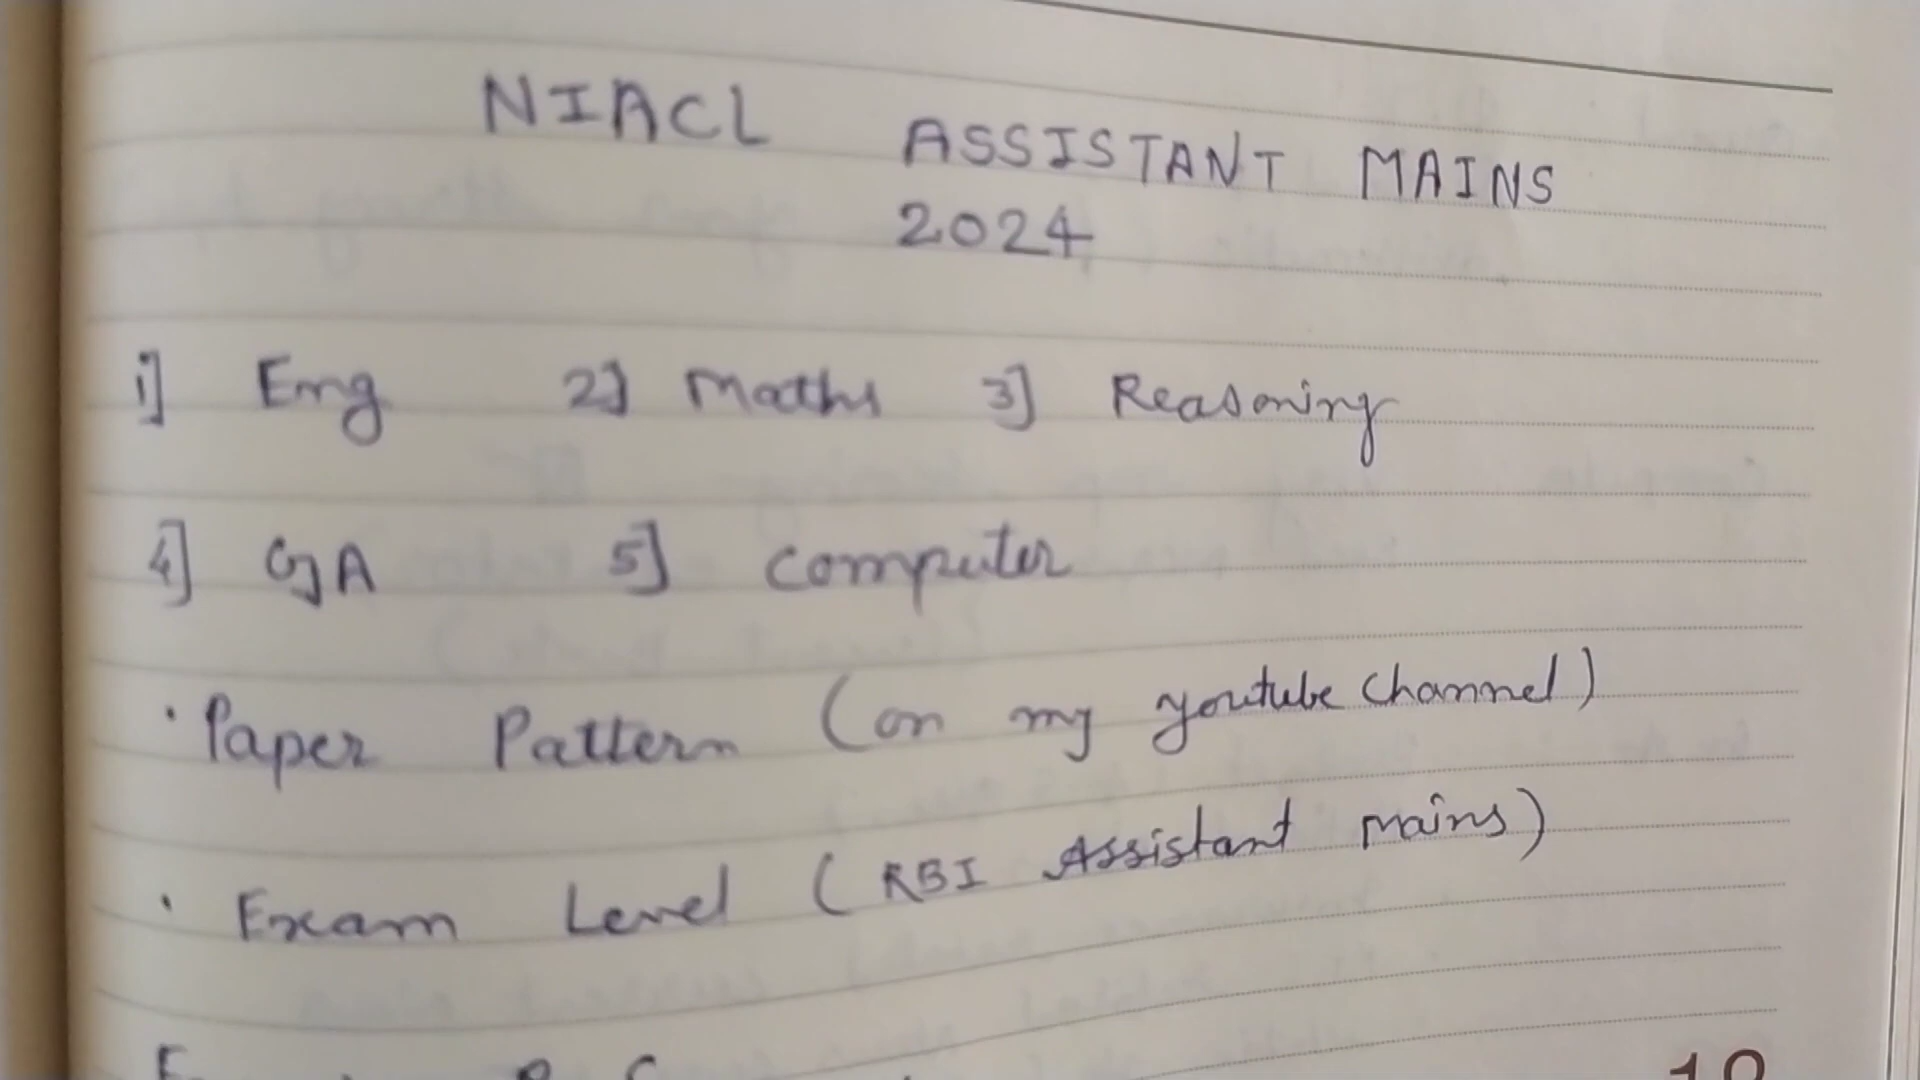 NIACL ASSISTANT MAINS
2024
1] Eng 2] Maths 3] Reasoning
4] GA 5] Computer
· Paper Pattern (on my youtube channel)
· Exam Level (RBI Assistant mains)